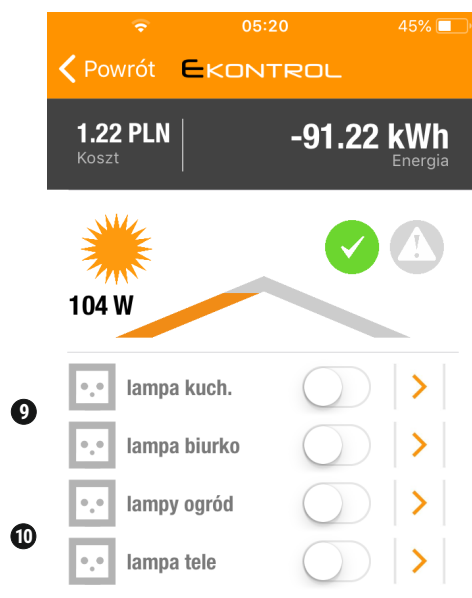 05:20
45%
Powrót EKONTROL
1.22 PLN
Koszt
-91.22 kWh
Energia
104 W
9
lampa kuch.
lampa biurko
lampy ogród
10
lampa tele